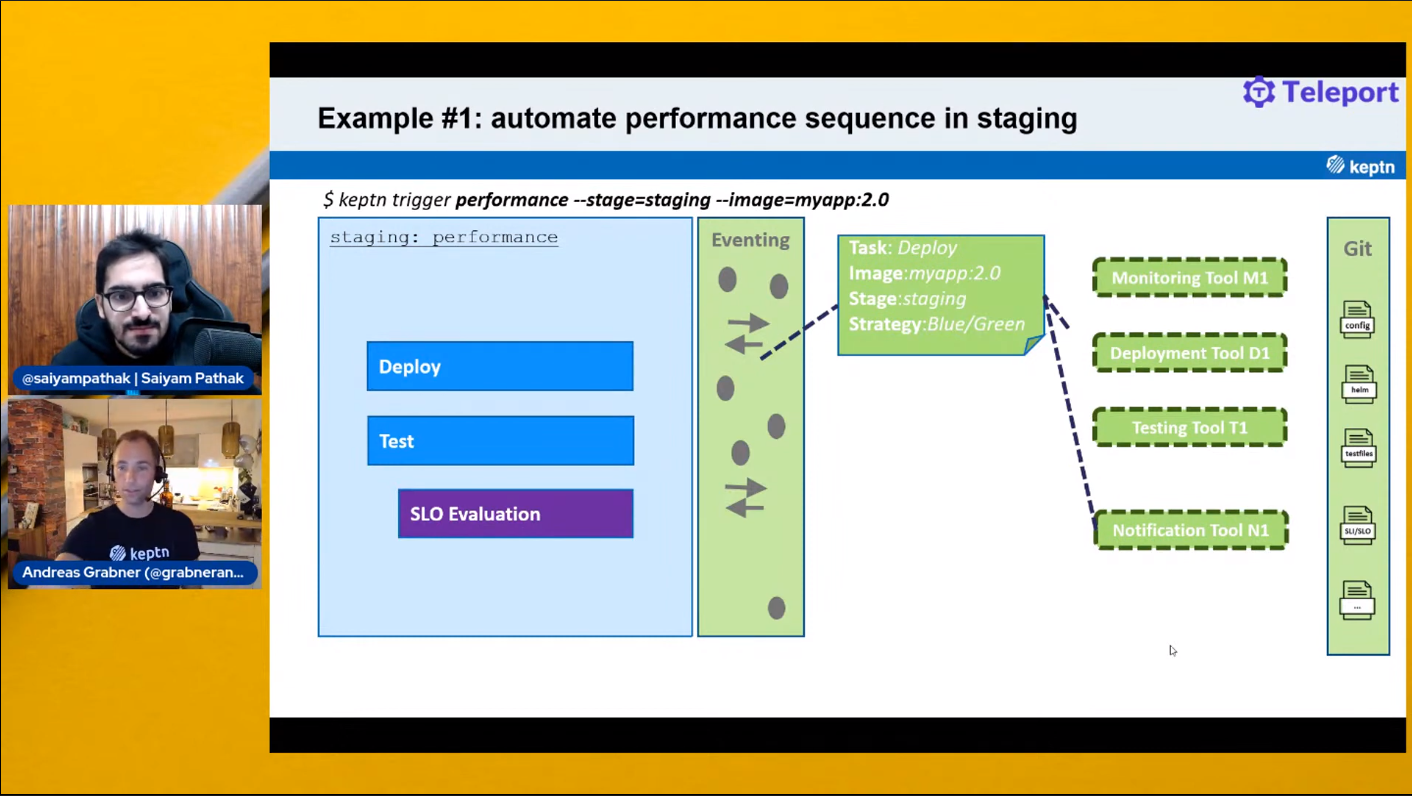 Teleport
Example #1: automate performance sequence in staging
keptn
$ keptn trigger performance --stage=staging --image=myapp:2.0
staging: performance
Deploy
Test
SLO Evaluation
Eventing
Task: Deploy
Image:myapp:2.0
Stage:staging
Strategy:Blue/Green
Monitoring Tool M1
Deployment Tool D1
Testing Tool T1
Notification Tool N1
Git
config
helm
testfiles
SLI/SLO
...
@saiyampathak | Saiyam Pathak
keptn
Andreas Grabner (@grabneran...